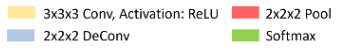 3x3x3 Conv, Activation: ReLU 2x2x2 Pool
2x2x2 DeConv Softmax